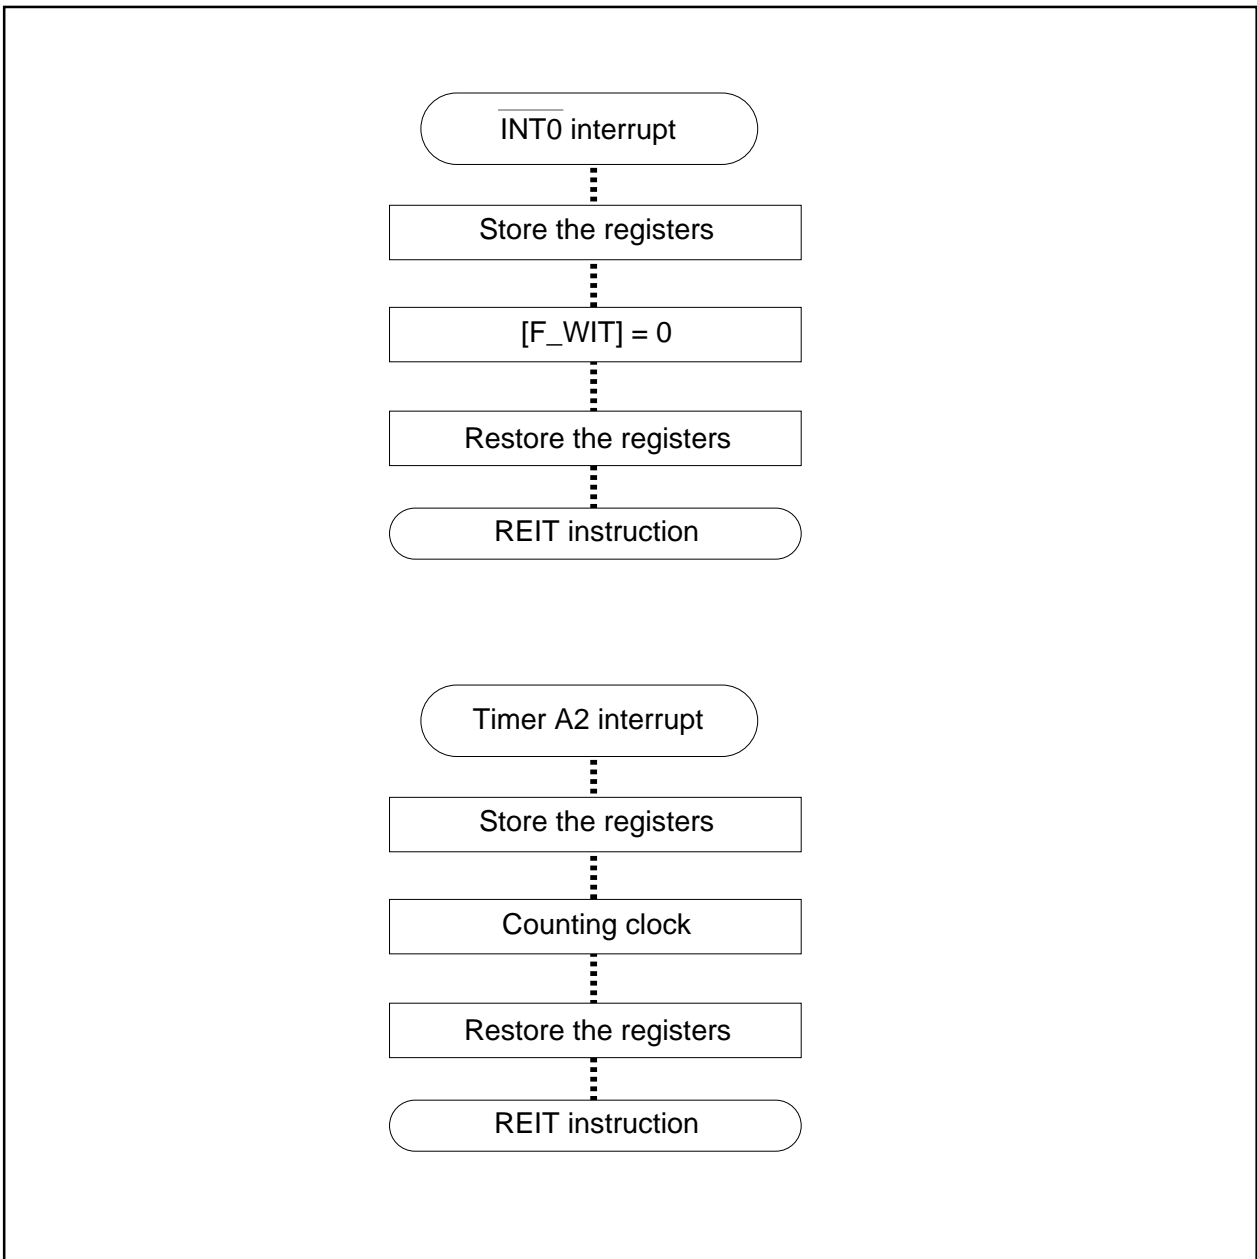 INT0 interrupt
Store the registers
[F_WIT] = 0
Restore the registers
REIT instruction
Timer A2 interrupt
Store the registers
Counting clock
Restore the registers
REIT instruction